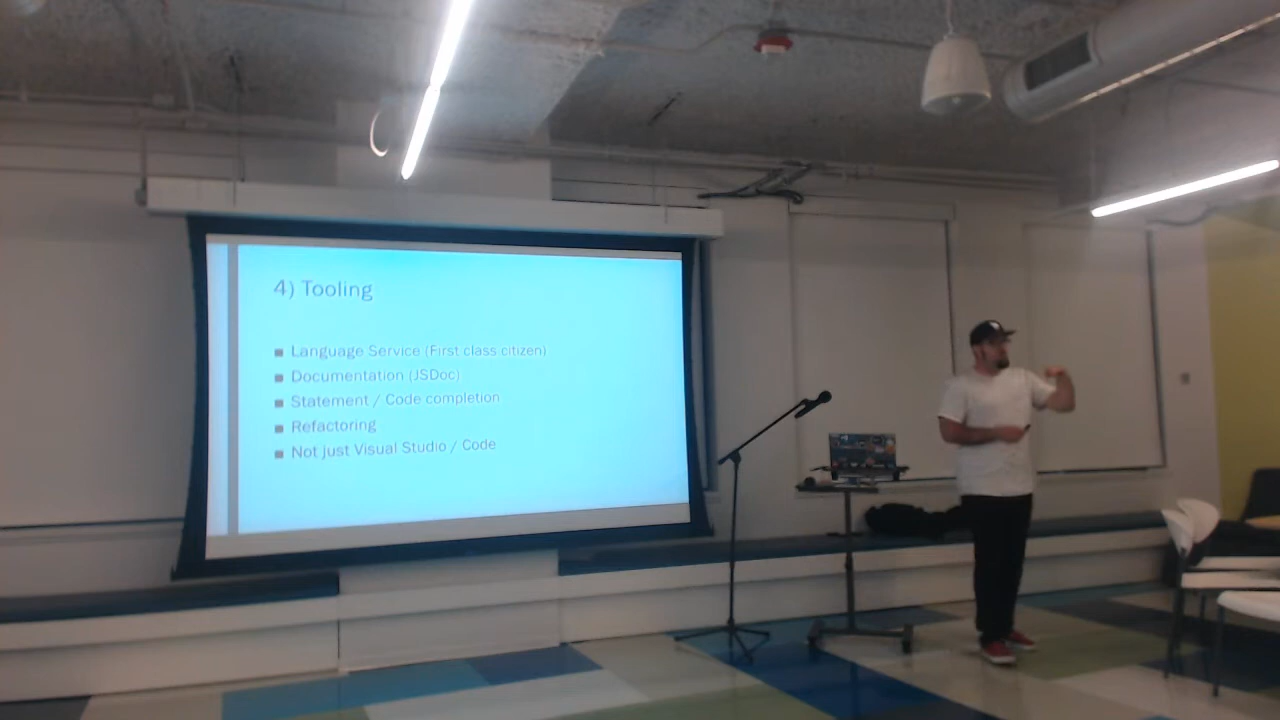 4) Tooling
Language Service (First class citizen)
Documentation (JSDoc)
Statement / Code completion
Refactoring
Not just Visual Studio / Code